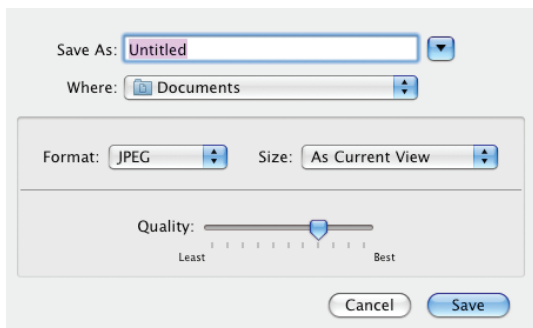 Save As: Untitled
Where: Documents
Format: JPEG Size: As Current View
Quality:
Least Best
Cancel Save